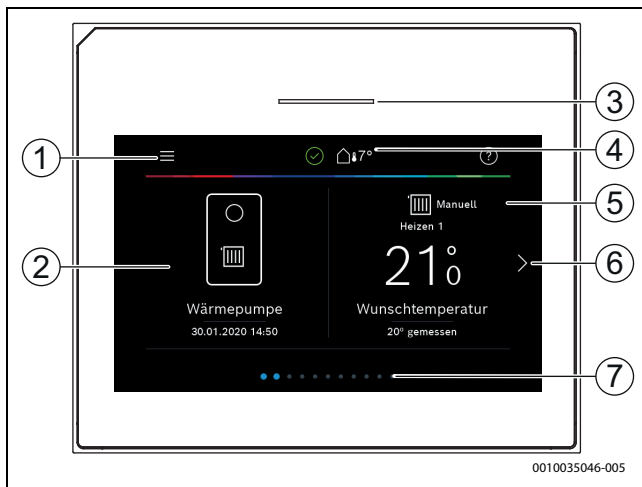 3
7°
4
1
?
Manuell
5
Heizen 1
21°0
6
2
Wärmepumpe
Wunschtemperatur
30.01.2020 14:50
20° gemessen
7
0010035046-005